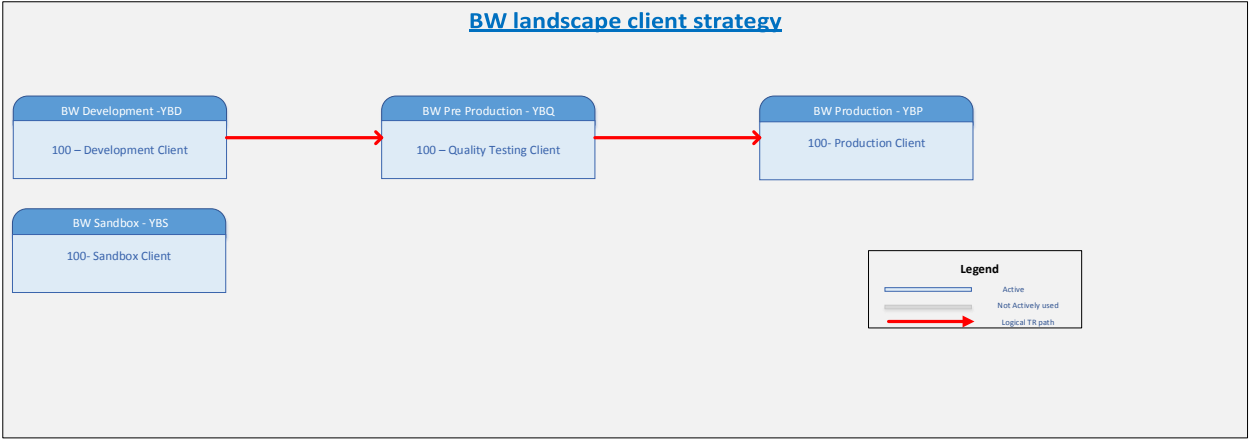 BW landscape client strategy
BW Development -YBD
100 – Development Client
BW Pre Production - YBQ
100 – Quality Testing Client
BW Production - YBP
100- Production Client
BW Sandbox - YBS
100- Sandbox Client
Legend
Active
Not Actively used
Logical TR path